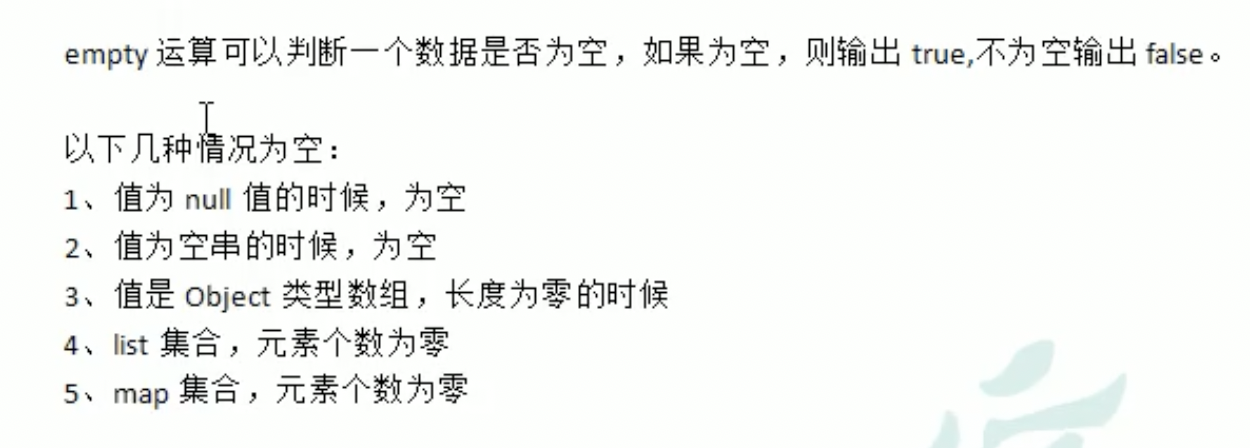 empty 运算可以判断一个数据是否为空，如果为空，则输出 true,不为空输出 false。
以下几种情况为空：
1、值为 null 值的时候，为空
2、值为空串的时候，为空
3、值是 Object 类型数组，长度为零的时候
4、list 集合，元素个数为零
5、map 集合，元素个数为零